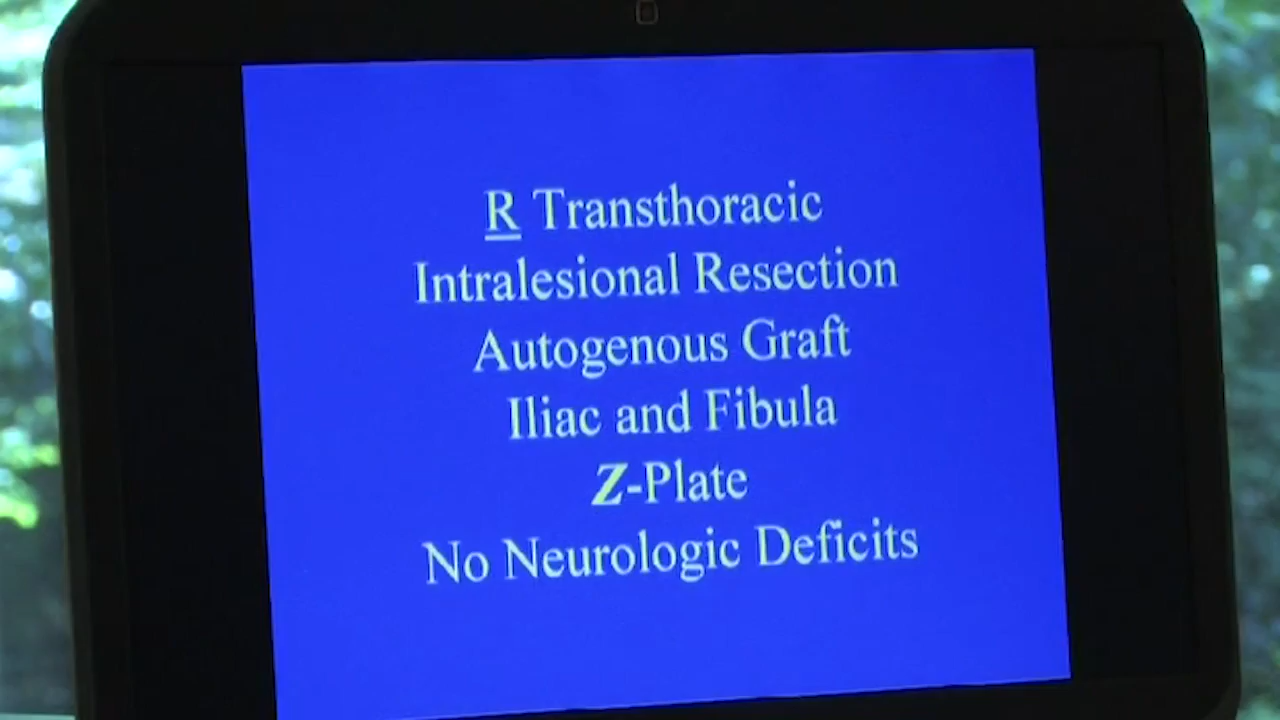 R Transthoracic
Intralesional Resection
Autogenous Graft
Iliac and Fibula
Z-Plate
No Neurologic Deficits